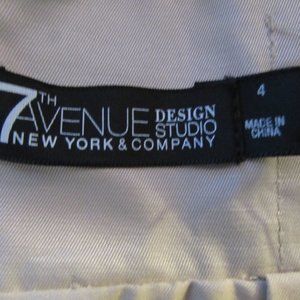 7TH AVENUE DESIGN STUDIO
NEW YORK & COMPANY
4
MADE IN
CHINA